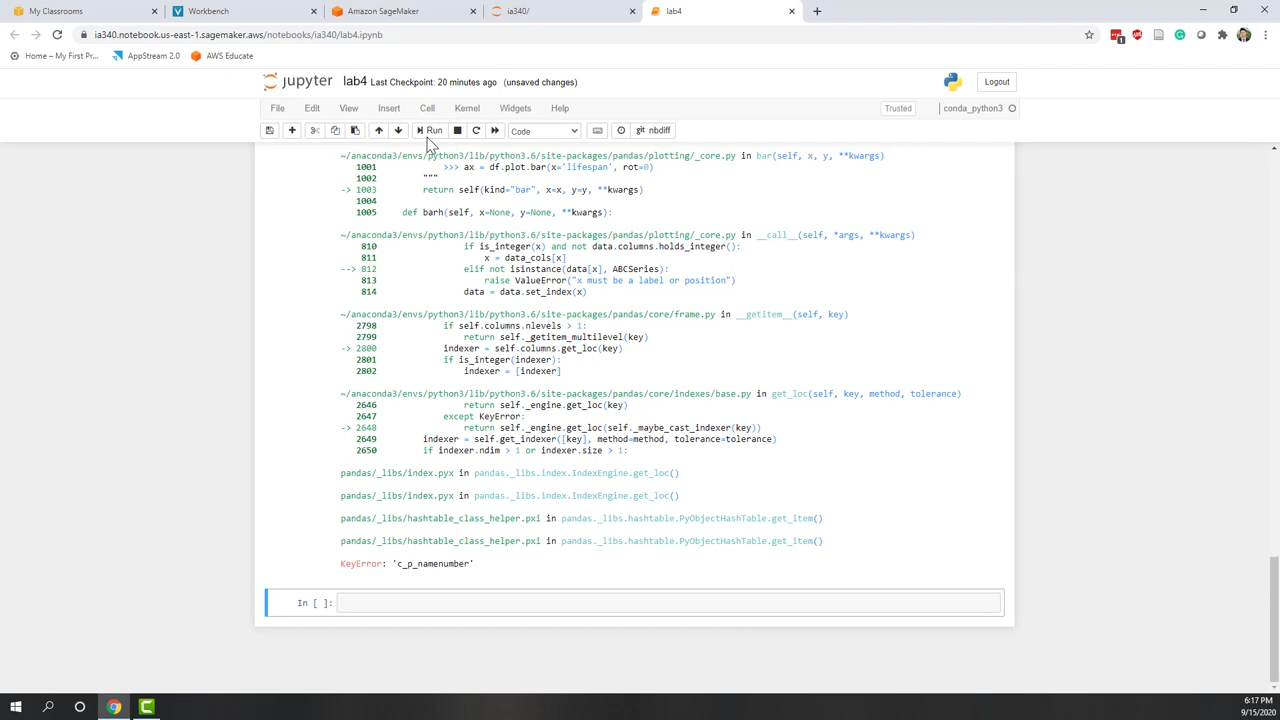 My Classrooms
Workbench
Amazon SageMaker
ia340/
lab4
ia340.notebook.us-east-1.sagemaker.aws/notebooks/ia340/lab4.ipynb
Home – My First Pr...
AppStream 2.0
AWS Educate
jupyter lab4 Last Checkpoint: 20 minutes ago (unsaved changes)
Logout
File Edit View Insert Cell Kernel Widgets Help
Trusted
conda_python3
Run
Code
nbdiff
~/anaconda3/envs/python3/lib/python3.6/site-packages/pandas/plotting/_core.py in bar(self, x, y, **kwargs)
1001 >>> ax = df.plot.bar(x='lifespan', rot=0)
1002 """
-> 1003 return self(kind="bar", x=x, y=y, **kwargs)
1004
1005 def barh(self, x=None, y=None, **kwargs):
~/anaconda3/envs/python3/lib/python3.6/site-packages/pandas/plotting/_core.py in __call__(self, *args, **kwargs)
810 if is_integer(x) and not data.columns.holds_integer():
811 x = data_cols[x]
--> 812 elif not isinstance(data[x], ABCSeries):
813 raise ValueError("x must be a label or position")
814 data = data.set_index(x)
~/anaconda3/envs/python3/lib/python3.6/site-packages/pandas/core/frame.py in __getitem__(self, key)
2798 if self.columns.nlevels > 1:
2799 return self._getitem_multilevel(key)
-> 2800 indexer = self.columns.get_loc(key)
2801 if is_integer(indexer):
2802 indexer = [indexer]
~/anaconda3/envs/python3/lib/python3.6/site-packages/pandas/core/indexes/base.py in get_loc(self, key, method, tolerance)
2646 return self._engine.get_loc(key)
2647 except KeyError:
-> 2648 return self._engine.get_loc(self._maybe_cast_indexer(key))
2649 indexer = self.get_indexer([key], method=method, tolerance=tolerance)
2650 if indexer.ndim > 1 or indexer.size > 1:
pandas/_libs/index.pyx in pandas._libs.index.IndexEngine.get_loc()
pandas/_libs/index.pyx in pandas._libs.index.IndexEngine.get_loc()
pandas/_libs/hashtable_class_helper.pxi in pandas._libs.hashtable.PyObjectHashTable.get_item()
pandas/_libs/hashtable_class_helper.pxi in pandas._libs.hashtable.PyObjectHashTable.get_item()
KeyError: 'c_p_namenumber'
In [ ]:
6:17 PM
9/15/2020